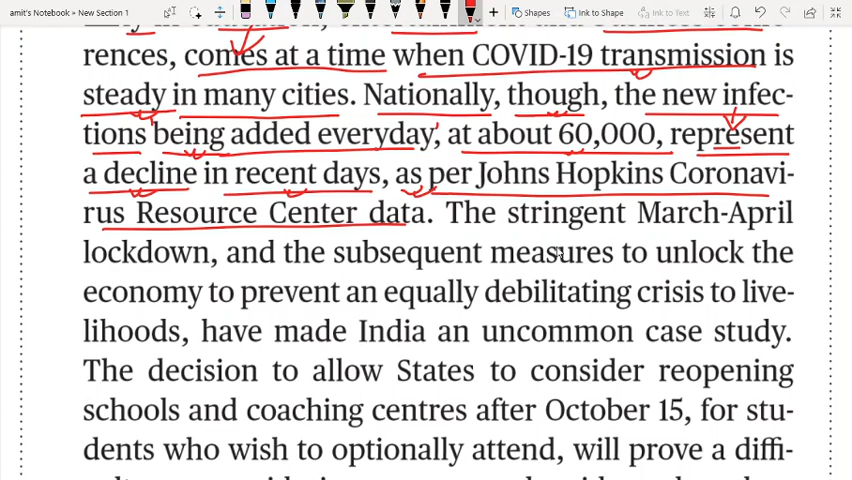 amit's Notebook » New Section 1
Shapes Ink to Shape Ink to Text
rences, comes at a time when COVID-19 transmission is
steady in many cities. Nationally, though, the new infec-
tions being added everyday, at about 60,000, represent
a decline in recent days, as per Johns Hopkins Coronavi-
rus Resource Center data. The stringent March-April
lockdown, and the subsequent measures to unlock the
economy to prevent an equally debilitating crisis to live-
lihoods, have made India an uncommon case study.
The decision to allow States to consider reopening
schools and coaching centres after October 15, for stu-
dents who wish to optionally attend, will prove a diffi-